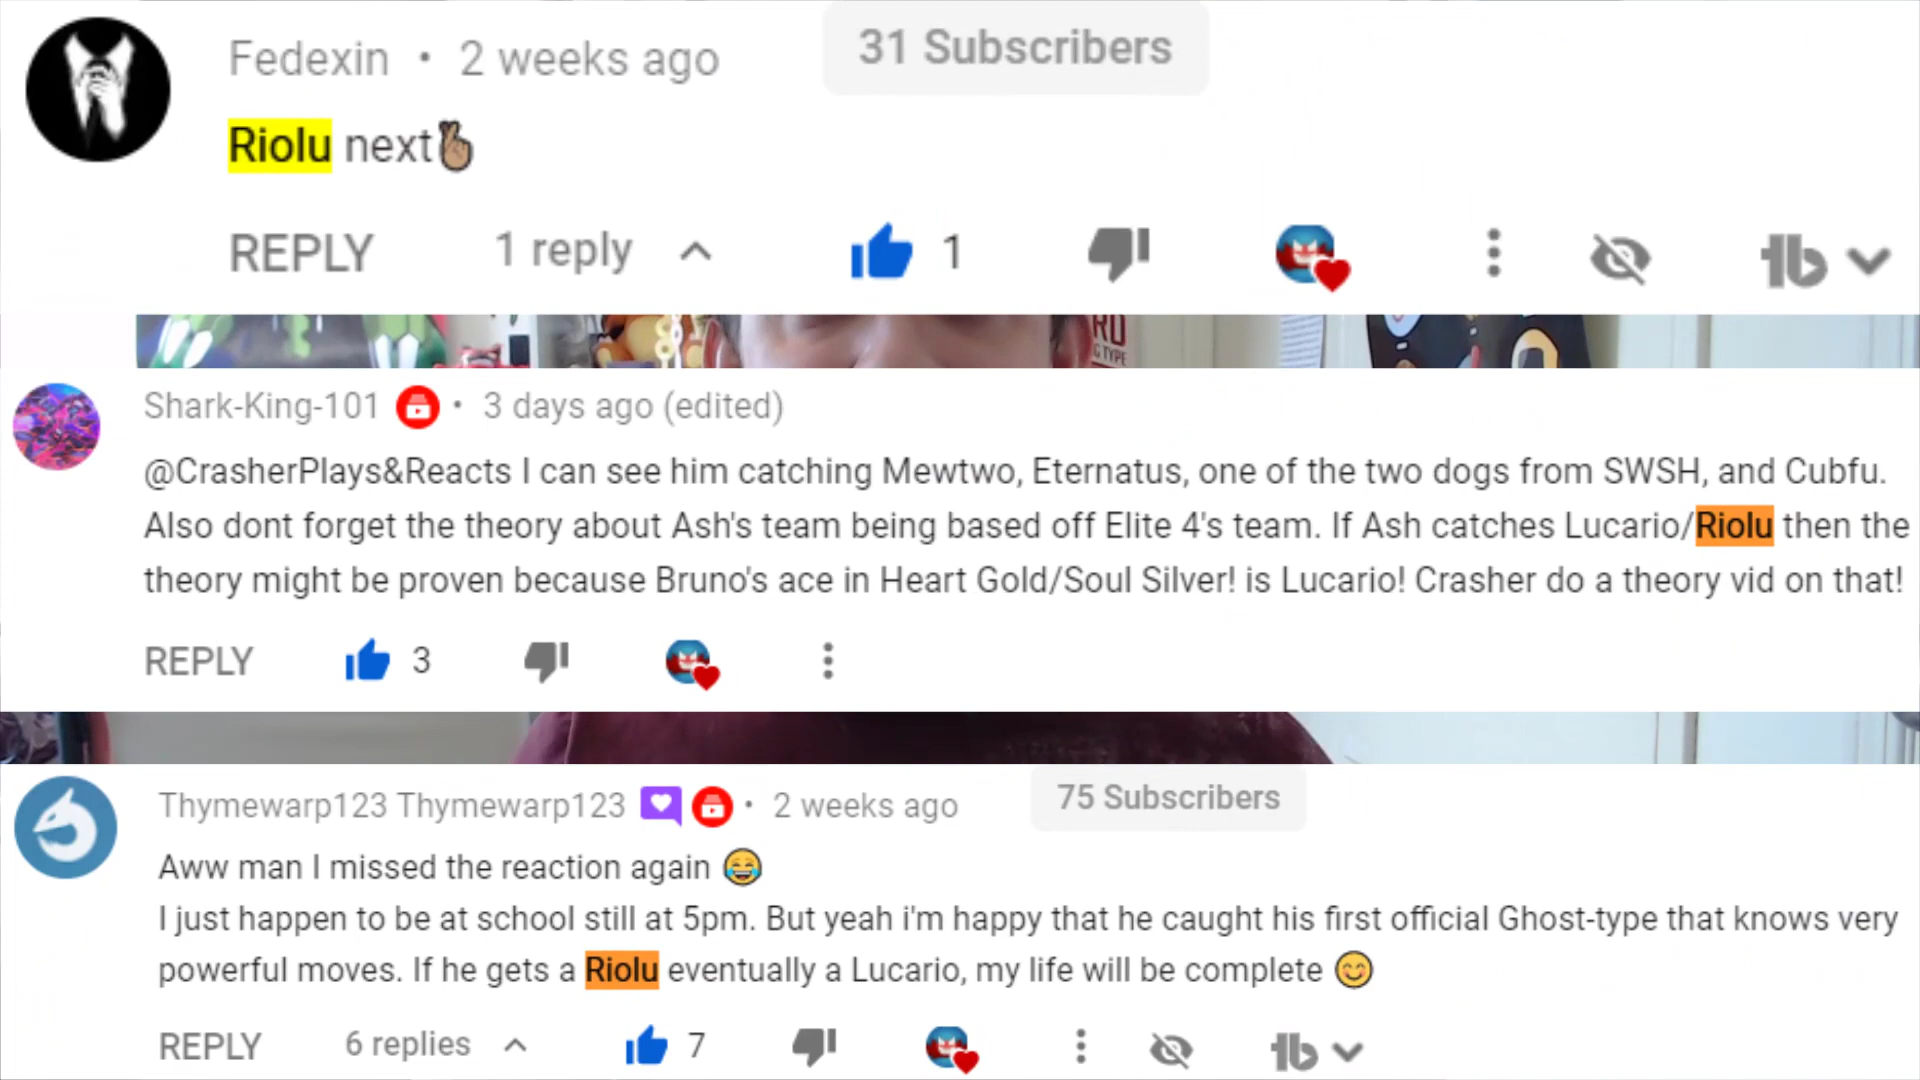 Fedexin • 2 weeks ago
31 Subscribers
Riolu next🤞🏽
REPLY 1 reply 1
RD
G TYPE
Shark-King-101 • 3 days ago (edited)
@CrasherPlays&Reacts I can see him catching Mewtwo, Eternatus, one of the two dogs from SWSH, and Cubfu.
Also dont forget the theory about Ash's team being based off Elite 4's team. If Ash catches Lucario/Riolu then the
theory might be proven because Bruno's ace in Heart Gold/Soul Silver! is Lucario! Crasher do a theory vid on that!
REPLY 3
Thymewarp123 Thymewarp123 • 2 weeks ago
75 Subscribers
Aww man I missed the reaction again 😂
I just happen to be at school still at 5pm. But yeah i'm happy that he caught his first official Ghost-type that knows very
powerful moves. If he gets a Riolu eventually a Lucario, my life will be complete 😊
REPLY 6 replies 7